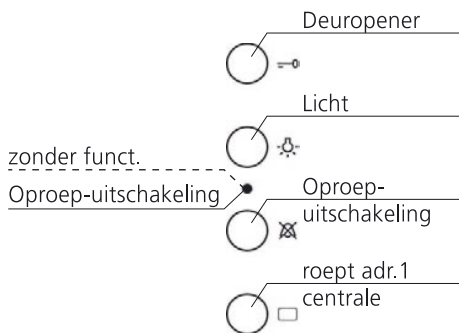 Deuropener
Licht
zonder funct.
Oproep-uitschakeling
Oproep-
uitschakeling
roept adr.1
centrale